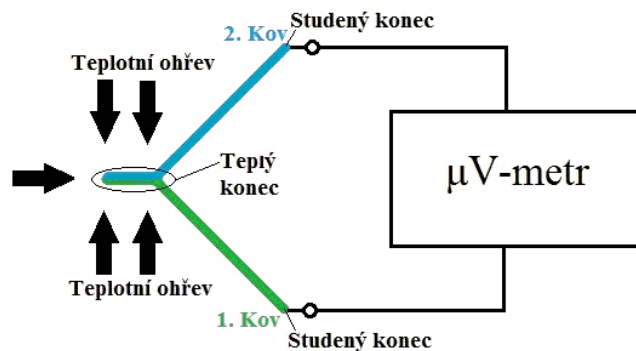 Studený konec
2. Kov
Teplotní ohřev
Teplý
konec
μV-metr
Teplotní ohřev
1. Kov
Studený konec